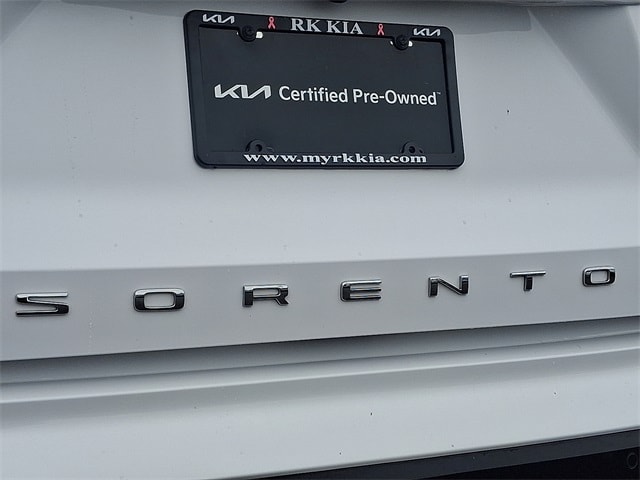 KIA RK KIA KIA
KIA Certified Pre-Owned™
www.myrkkia.com
SORENTO